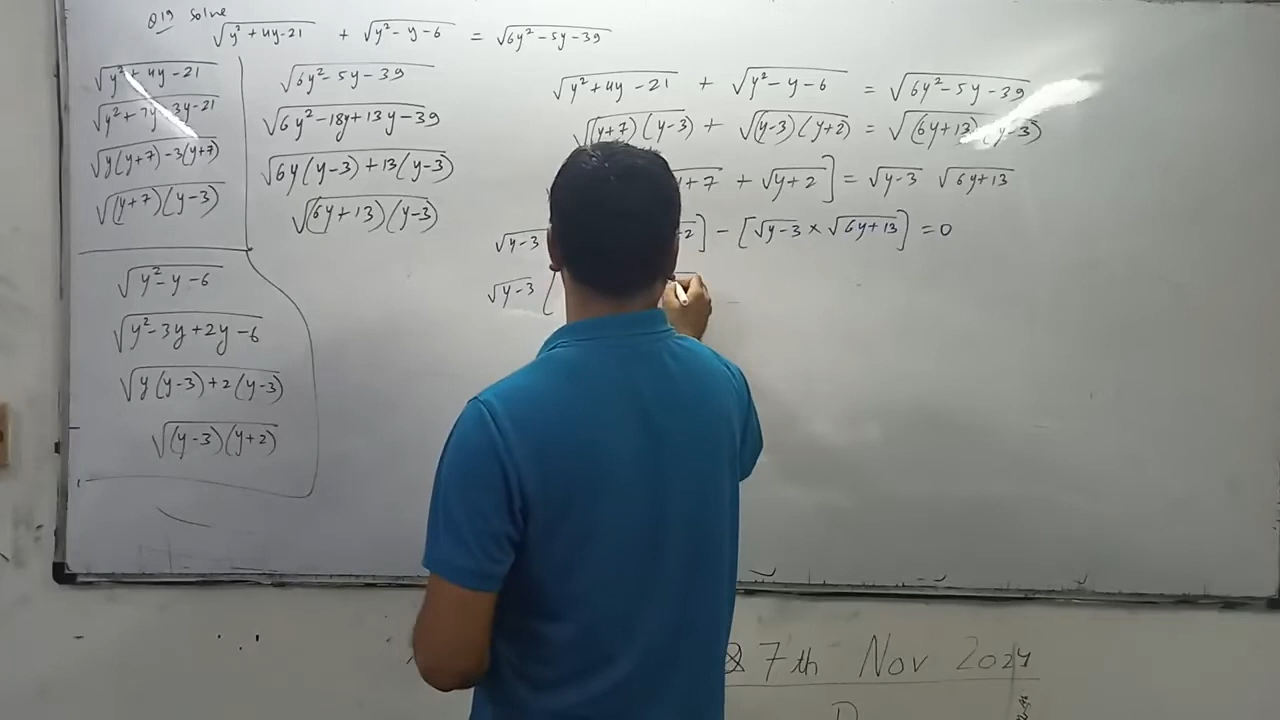 Q19 solve
√(y² + 4y - 21) + √(y² - y - 6) = √(6y² - 5y - 39)
√(y² + 4y - 21)
√(y² + 7y - 3y - 21)
√(y(y+7) - 3(y+7))
√((y+7)(y-3))
√(6y² - 5y - 39)
√(6y² - 18y + 13y - 39)
√(6y(y-3) + 13(y-3))
√((6y+13)(y-3))
√(y² - y - 6)
√(y² - 3y + 2y - 6)
√(y(y-3) + 2(y-3))
√((y-3)(y+2))
√(y² + 4y - 21) + √(y² - y - 6) = √(6y² - 5y - 39)
√((y+7)(y-3)) + √((y-3)(y+2)) = √((6y+13)(y-3))
+7 + √(y+2)] = √(y-3) √(6y+13)
√(y-3) 2] - [√(y-3) × √(6y+13)] = 0
√(y-3) (
7th Nov 2024